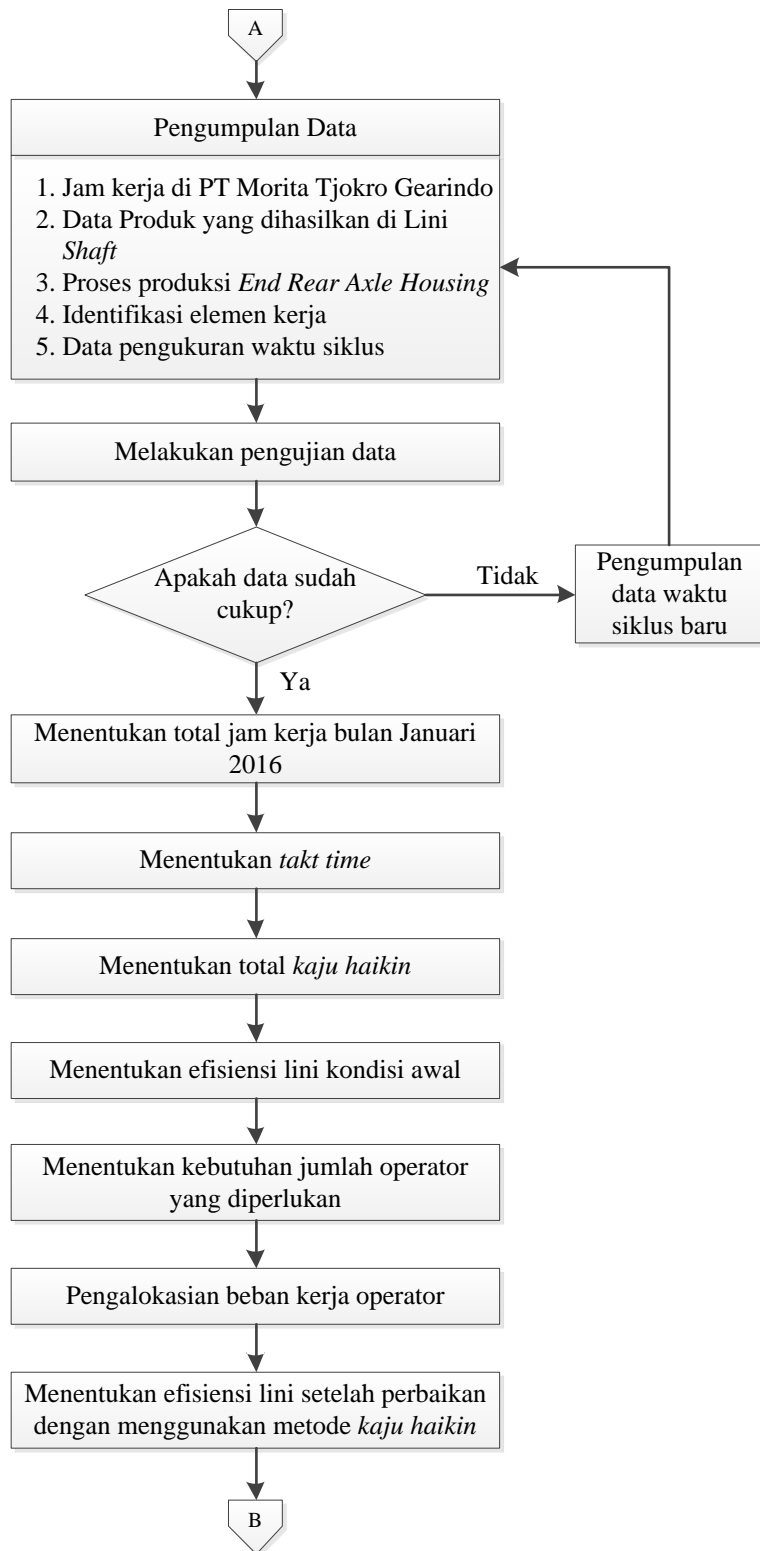 A
Pengumpulan Data
1. Jam kerja di PT Morita Tjokro Gearindo
2. Data Produk yang dihasilkan di Lini
Shaft
3. Proses produksi End Rear Axle Housing
4. Identifikasi elemen kerja
5. Data pengukuran waktu siklus
Melakukan pengujian data
Apakah data sudah
cukup?
Tidak
Pengumpulan
data waktu
siklus baru
Ya
Menentukan total jam kerja bulan Januari
2016
Menentukan takt time
Menentukan total kaju haikin
Menentukan efisiensi lini kondisi awal
Menentukan kebutuhan jumlah operator
yang diperlukan
Pengalokasian beban kerja operator
Menentukan efisiensi lini setelah perbaikan
dengan menggunakan metode kaju haikin
B